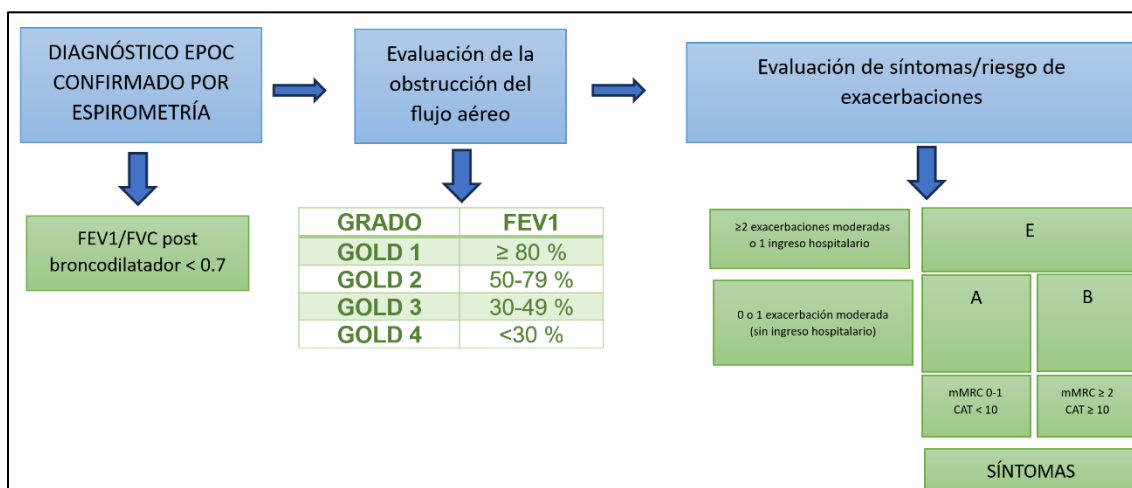 DIAGNÓSTICO EPOC
CONFIRMADO POR
ESPIROMETRÍA
Evaluación de la
obstrucción del
flujo aéreo
Evaluación de síntomas/riesgo de
exacerbaciones
FEV1/FVC post
broncodilatador < 0.7
GRADO FEV1
GOLD 1 ≥ 80 %
GOLD 2 50-79 %
GOLD 3 30-49 %
GOLD 4 <30 %
≥2 exacerbaciones moderadas
o 1 ingreso hospitalario
E
0 o 1 exacerbación moderada
(sin ingreso hospitalario)
A B
mMRC 0-1
CAT < 10
mMRC ≥ 2
CAT ≥ 10
SÍNTOMAS